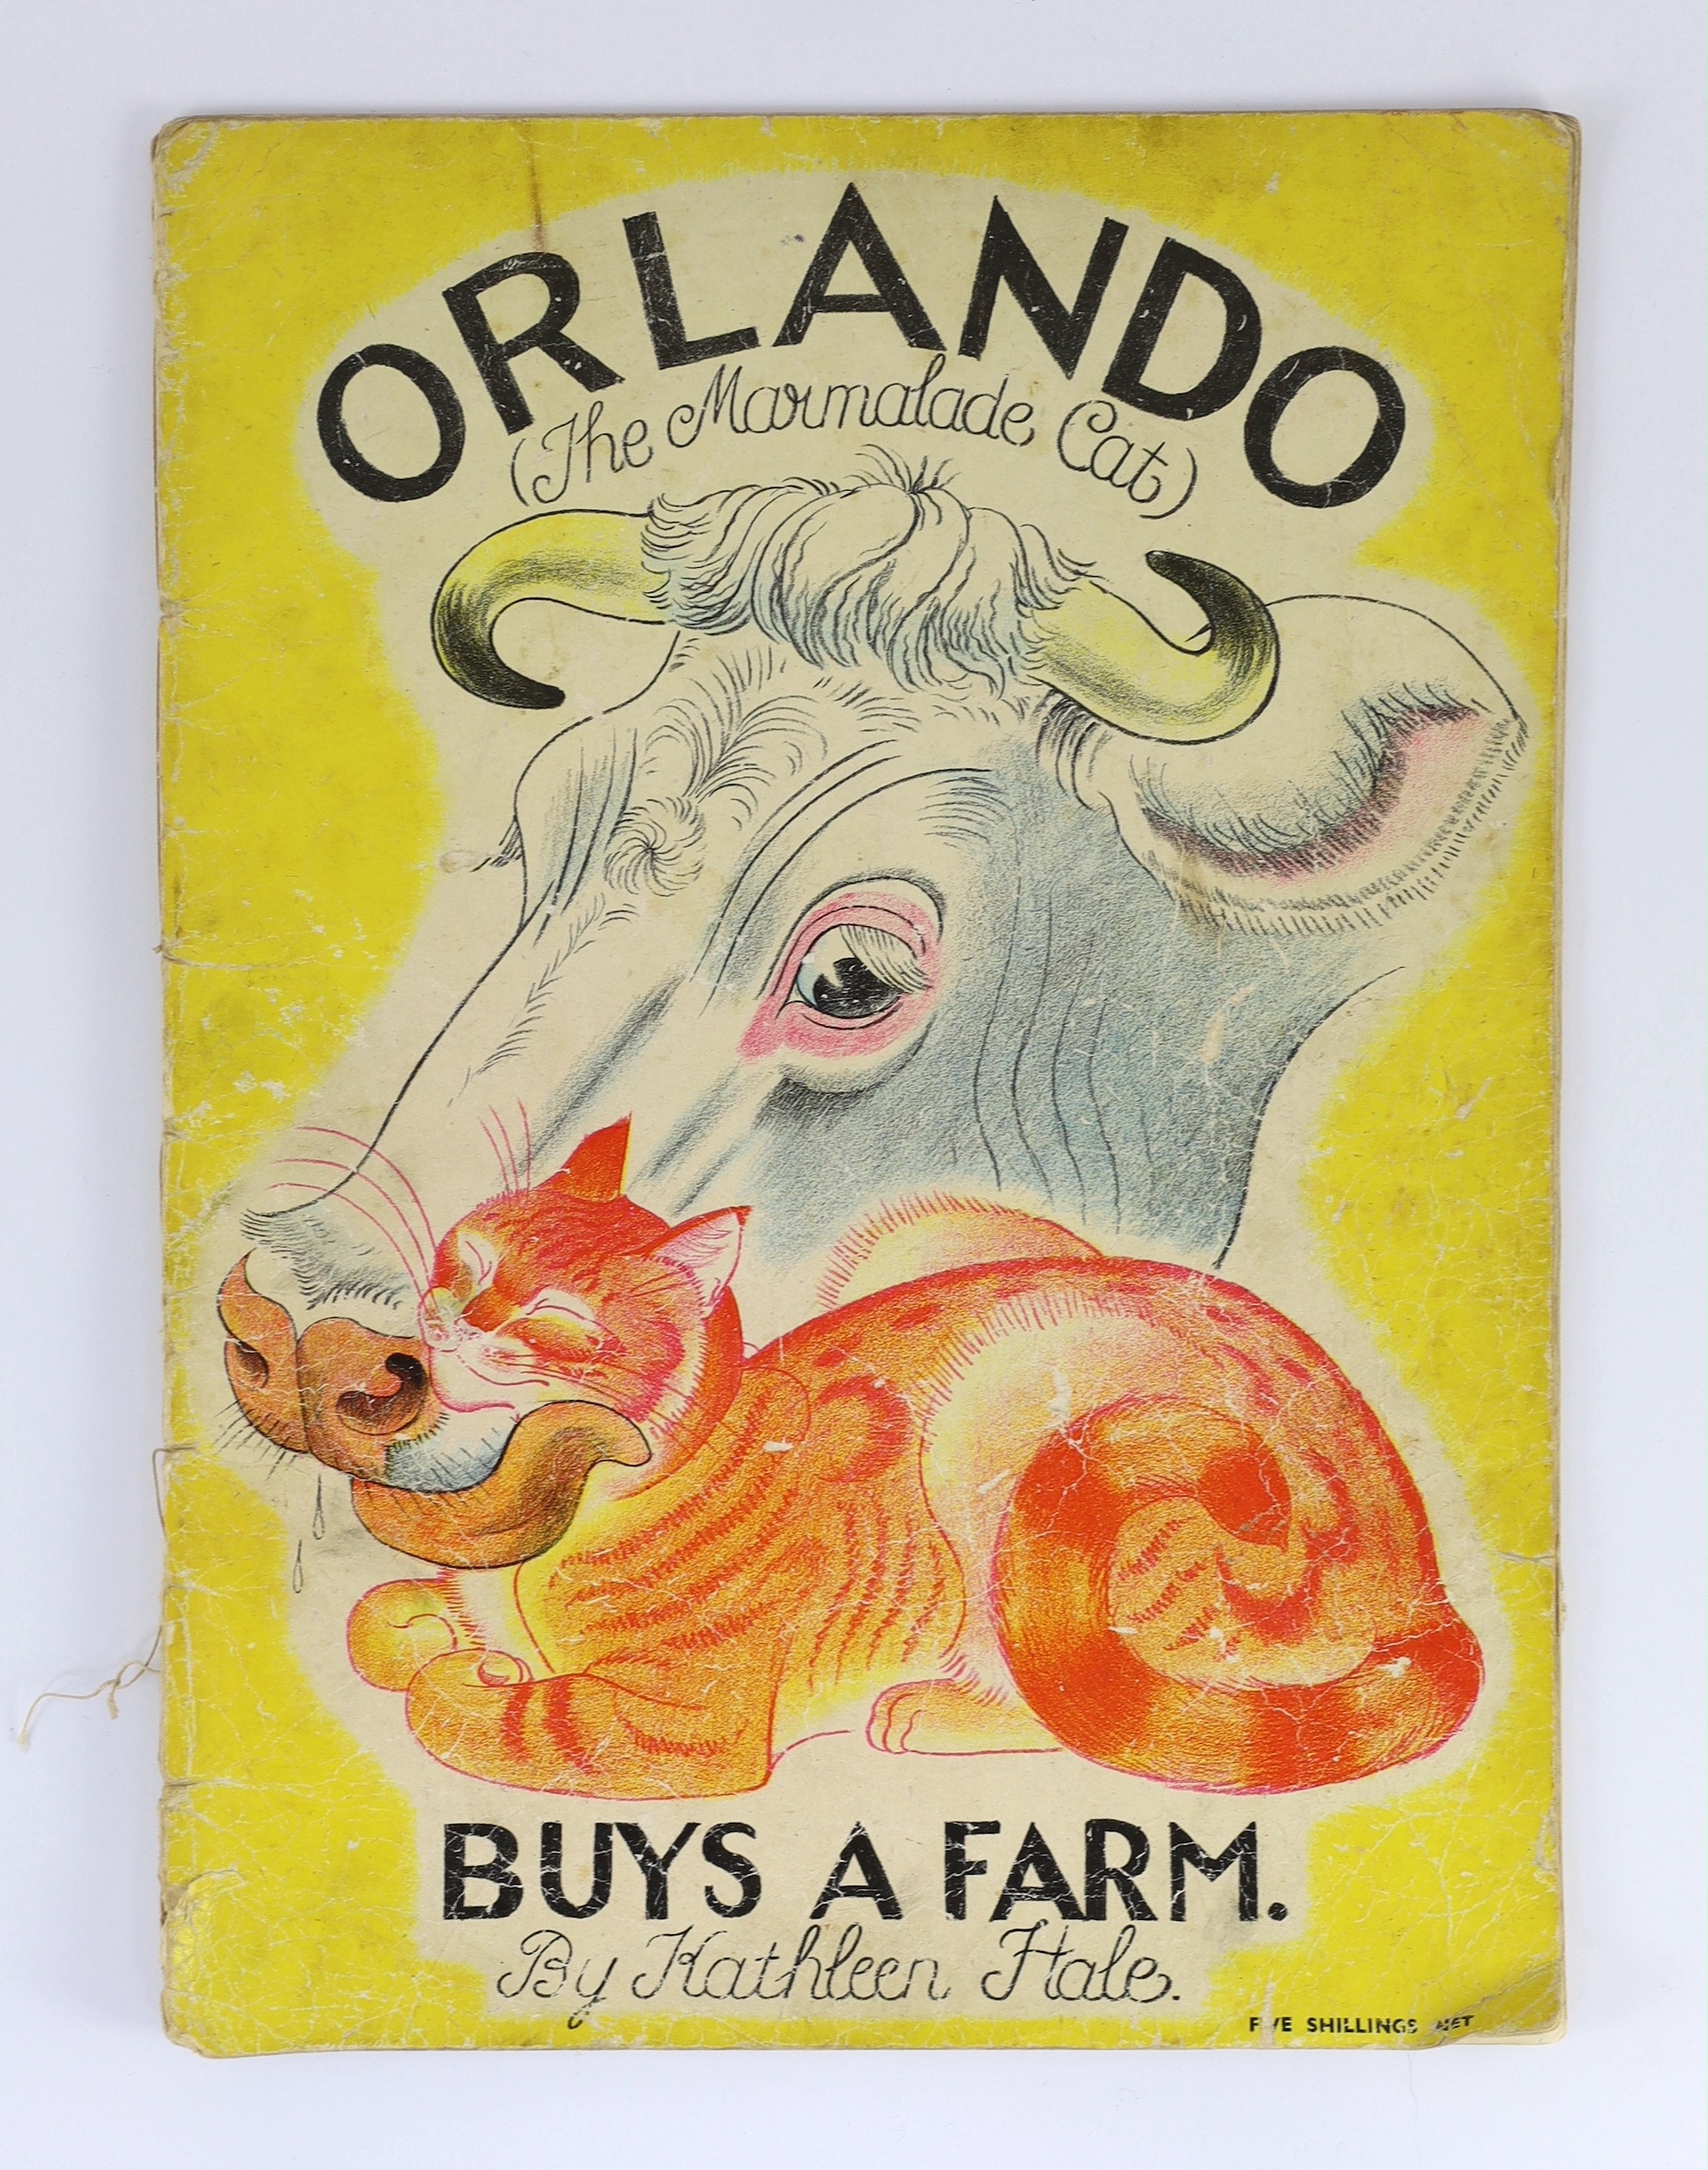 ORLANDO
(The Marmalade Cat)
BUYS A FARM.
By Kathleen Hale.
FIVE SHILLINGS NET